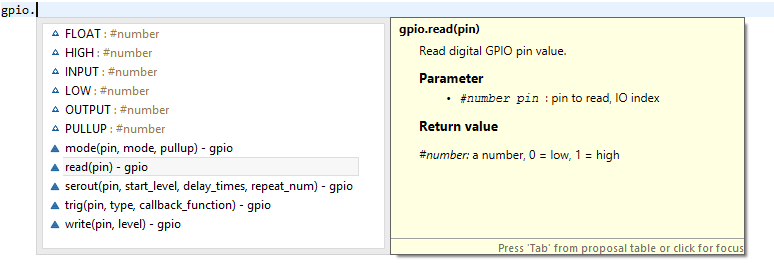 gpio.
FLOAT : #number
HIGH : #number
INPUT : #number
LOW : #number
OUTPUT : #number
PULLUP : #number
mode(pin, mode, pullup) - gpio
read(pin) - gpio
serout(pin, start_level, delay_times, repeat_num) - gpio
trig(pin, type, callback_function) - gpio
write(pin, level) - gpio
gpio.read(pin)
Read digital GPIO pin value.
Parameter
• #number pin : pin to read, IO index
Return value
#number: a number, 0 = low, 1 = high
Press 'Tab' from proposal table or click for focus